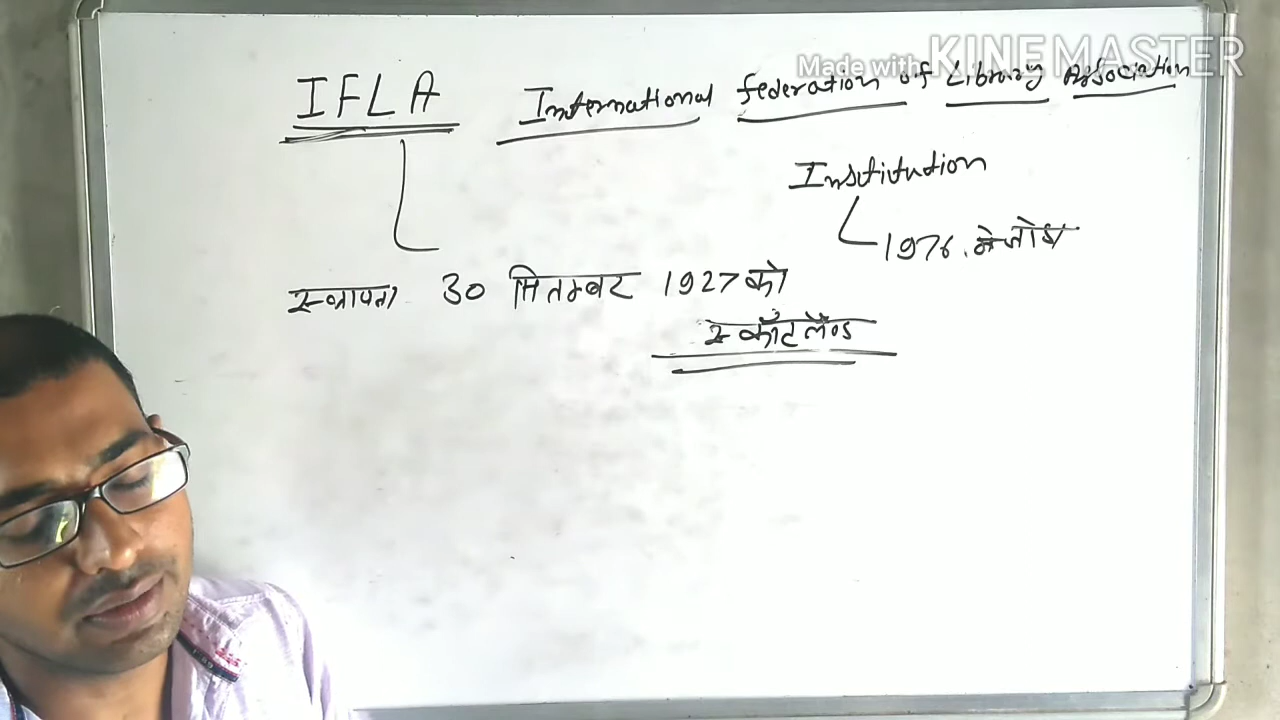 Made with KINEMASTER
IFLA International federation of Library Association
Institution
1976 में जोडा
स्थापना 30 सितम्बर 1927 को
स्कॉटलैण्ड